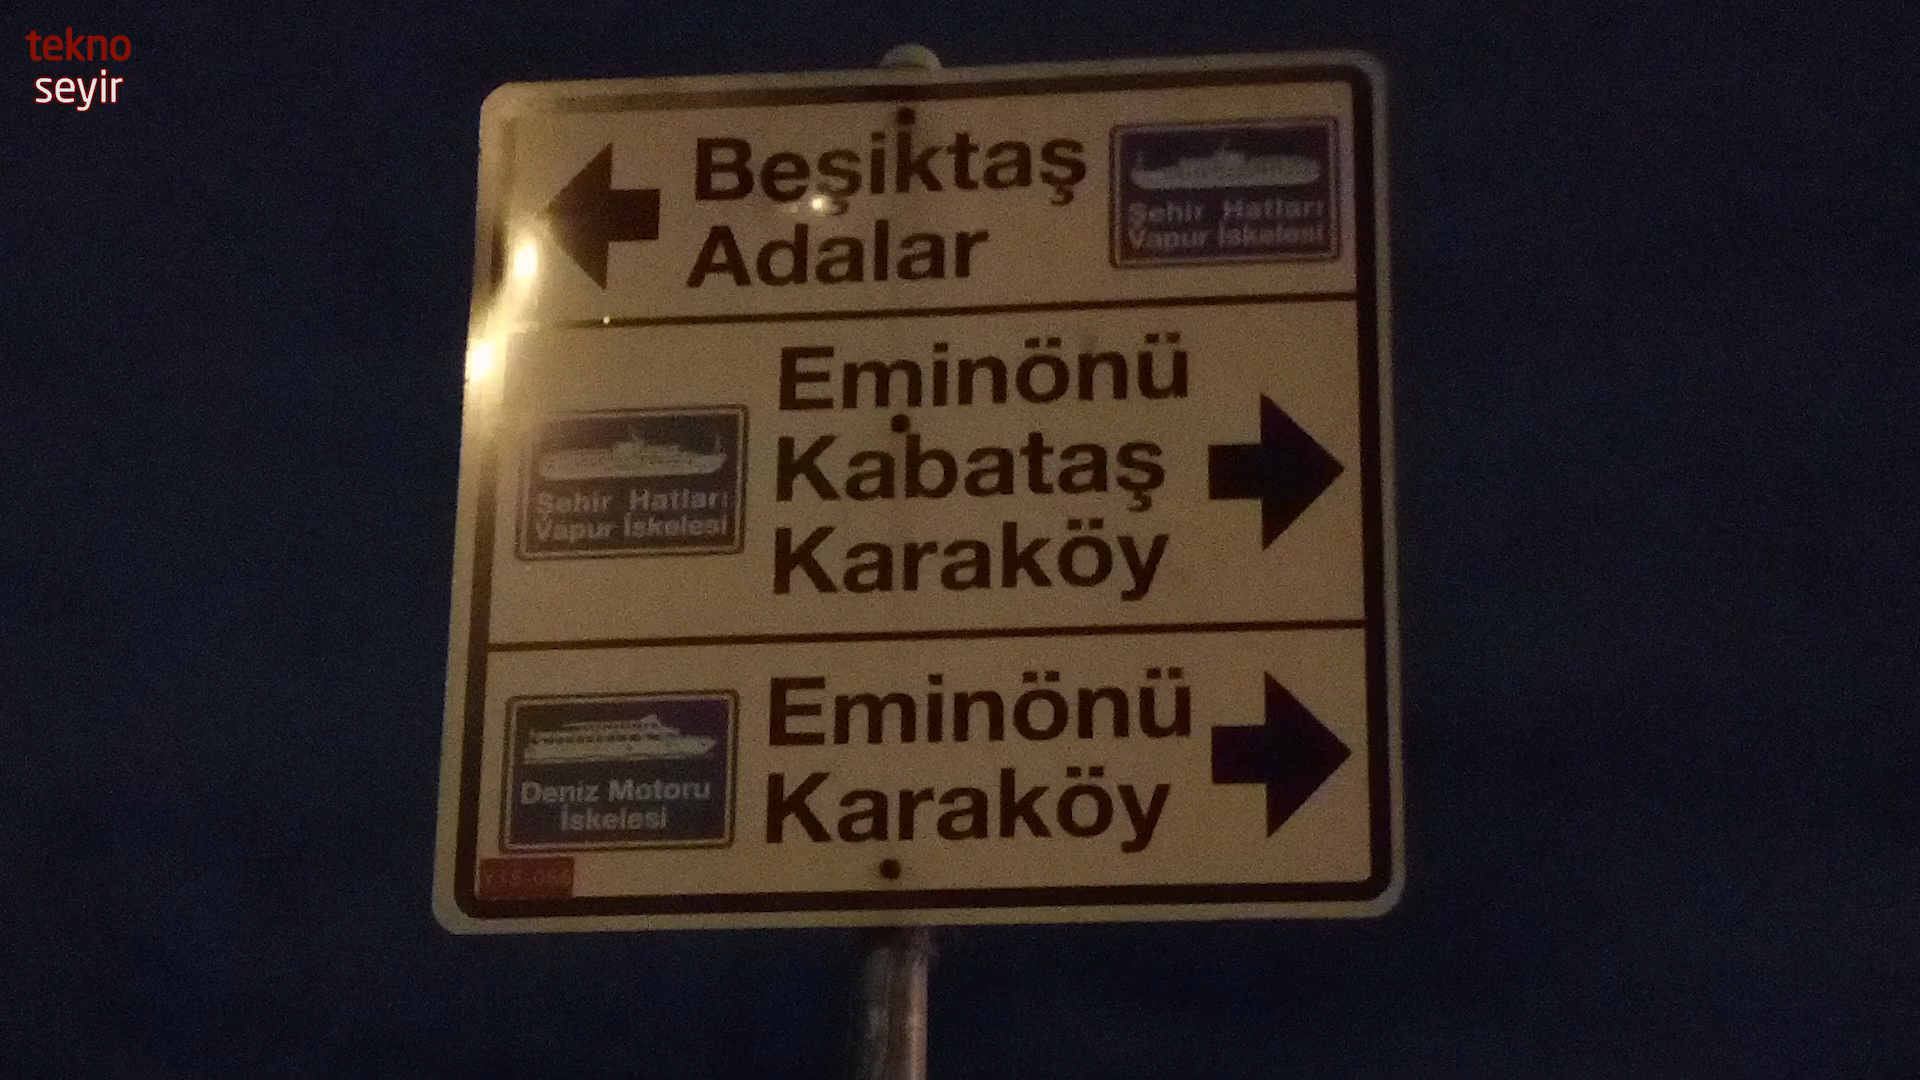 tekno
seyir
Beşiktaş
Adalar
Şehir Hatları
Vapur İskelesi
Eminönü
Kabataş
Karaköy
Şehir Hatları
Vapur İskelesi
Eminönü
Karaköy
Deniz Motoru
İskelesi